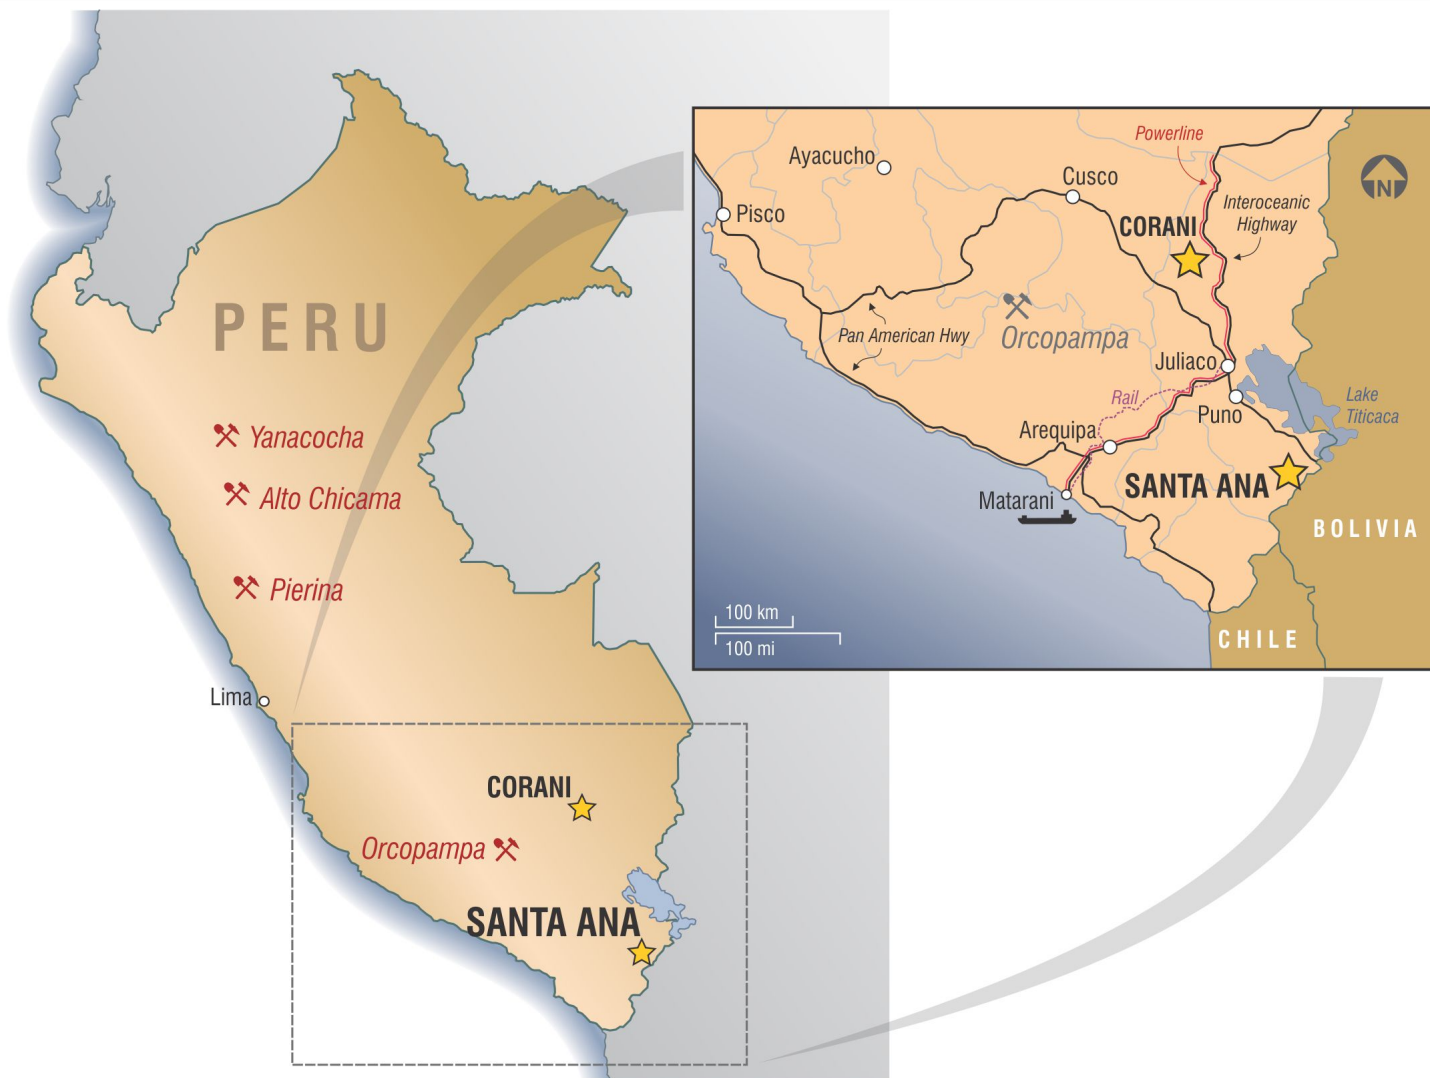 PERU
Yanacocha
Alto Chicama
Pierina
Lima
CORANI
Orcopampa
SANTA ANA
Powerline
Ayacucho
Cusco
N
Pisco
Interoceanic
Highway
CORANI
Pan American Hwy
Orcopampa
Juliaco
Rail
Puno
Lake
Titicaca
Arequipa
SANTA ANA
Matarani
BOLIVIA
100 km
100 mi
CHILE